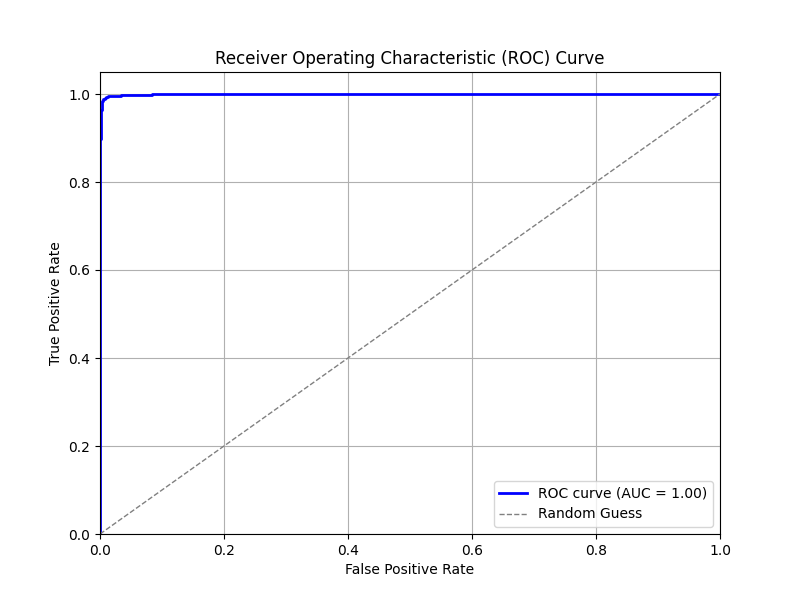 Receiver Operating Characteristic (ROC) Curve
1.0
0.8
0.6
0.4
0.2
0.0
True Positive Rate
0.0 0.2 0.4 0.6 0.8 1.0
False Positive Rate
ROC curve (AUC = 1.00)
Random Guess